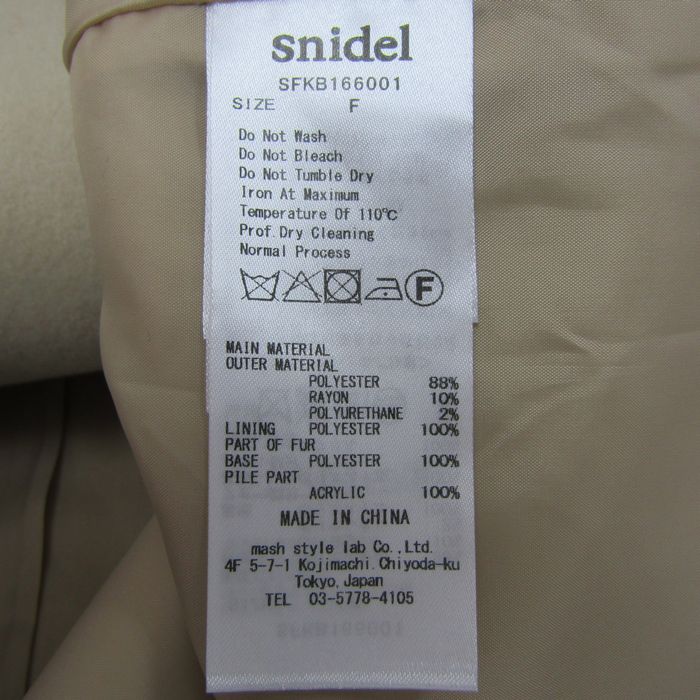 snidel
SFKB166001
SIZE F
Do Not Wash
Do Not Bleach
Do Not Tumble Dry
Iron At Maximum
Temperature Of 110℃
Prof.Dry Cleaning
Normal Process
F
MAIN MATERIAL
OUTER MATERIAL
POLYESTER 88%
RAYON 10%
POLYURETHANE 2%
LINING POLYESTER 100%
PART OF FUR
BASE POLYESTER 100%
PILE PART
ACRYLIC 100%
MADE IN CHINA
mash style lab Co.,Ltd.
4F 5-7-1 Kojimachi.Chiyoda-ku
Tokyo,Japan
TEL 03-5778-4105
SFKB166001